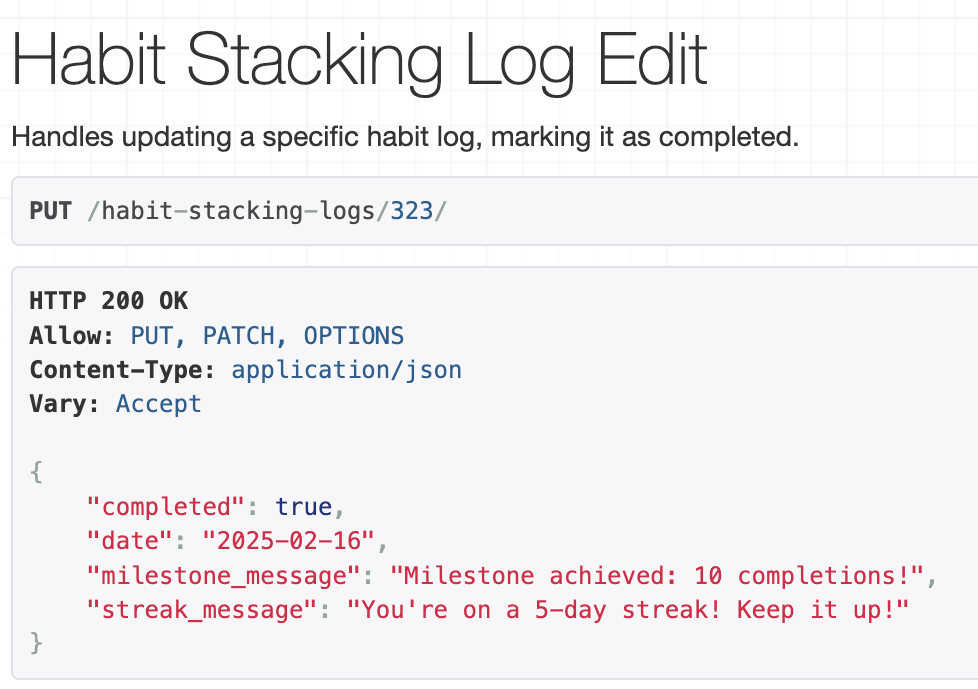 Habit Stacking Log Edit
Handles updating a specific habit log, marking it as completed.
PUT /habit-stacking-logs/323/
HTTP 200 OK
Allow: PUT, PATCH, OPTIONS
Content-Type: application/json
Vary: Accept
{
"completed": true,
"date": "2025-02-16",
"milestone_message": "Milestone achieved: 10 completions!",
"streak_message": "You're on a 5-day streak! Keep it up!"
}